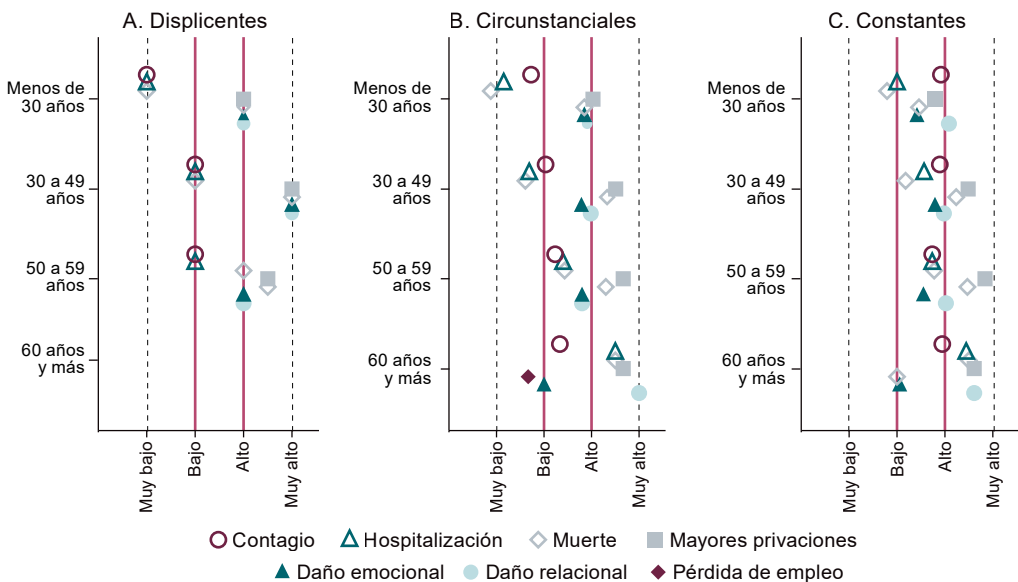 A. Displicentes
B. Circunstanciales
C. Constantes
Menos de
30 años
30 a 49
años
50 a 59
años
60 años
y más
Muy bajo
Bajo
Alto
Muy alto
Menos de
30 años
30 a 49
años
50 a 59
años
60 años
y más
Muy bajo
Bajo
Alto
Muy alto
Menos de
30 años
30 a 49
años
50 a 59
años
60 años
y más
Muy bajo
Bajo
Alto
Muy alto
Contagio Hospitalización Muerte Mayores privaciones
Daño emocional Daño relacional Pérdida de empleo